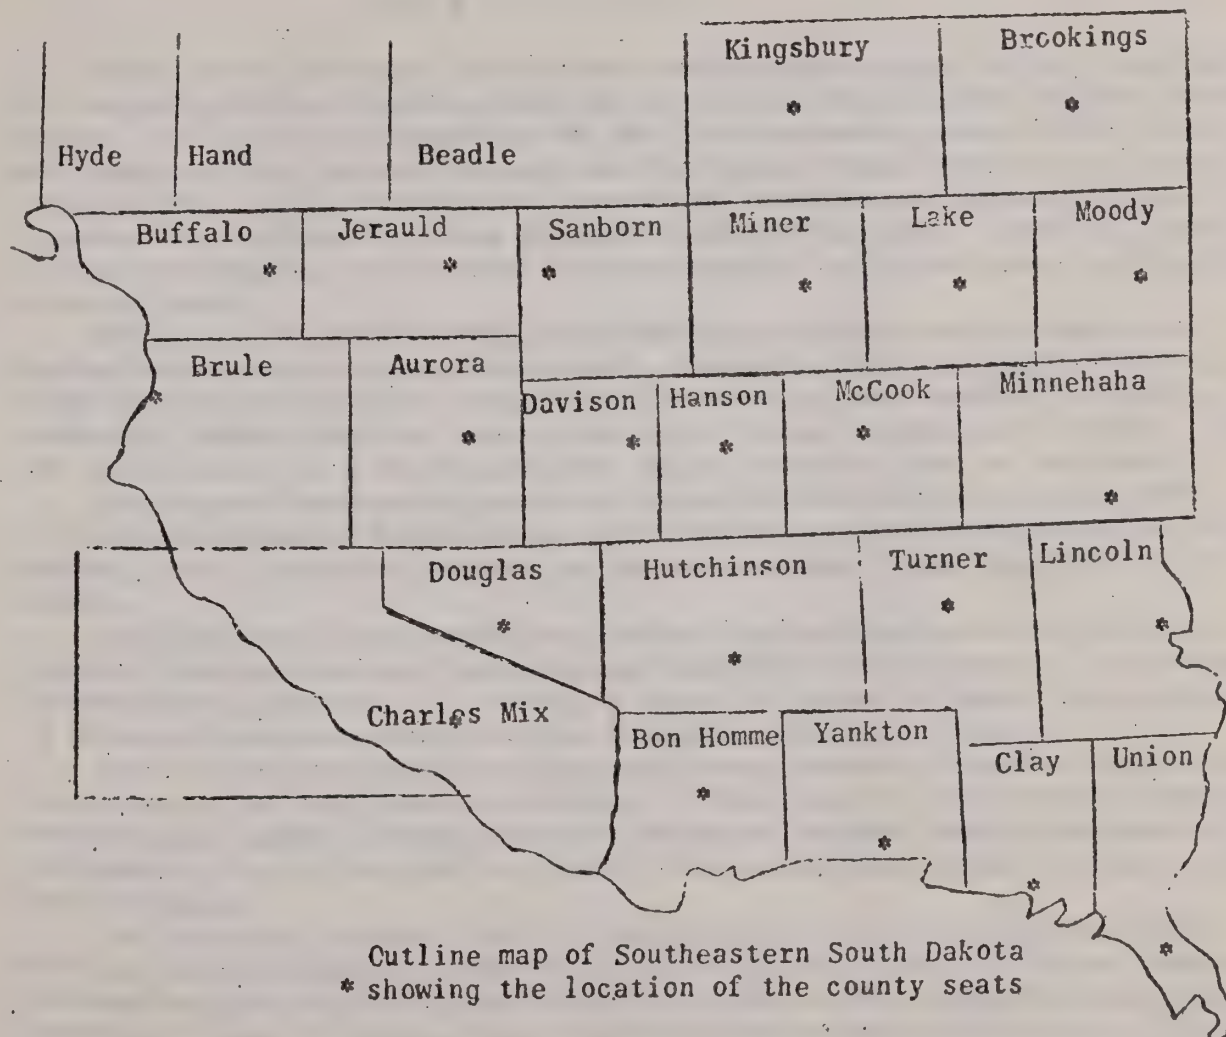 Kingsbury
Brookings
*
*
Hyde
Hand
Beadle
Buffalo
Jerauld
Sanborn
Miner
Lake
Moody
*
*
*
*
*
*
Brule
Aurora
Davison
Hanson
McCook
Minnehaha
*
*
*
*
*
*
Douglas
Hutchinson
Turner
Lincoln
*
*
*
*
Charles Mix
Bon Homme
Yankton
Clay
Union
*
*
*
*
Outline map of Southeastern South Dakota
* showing the location of the county seats